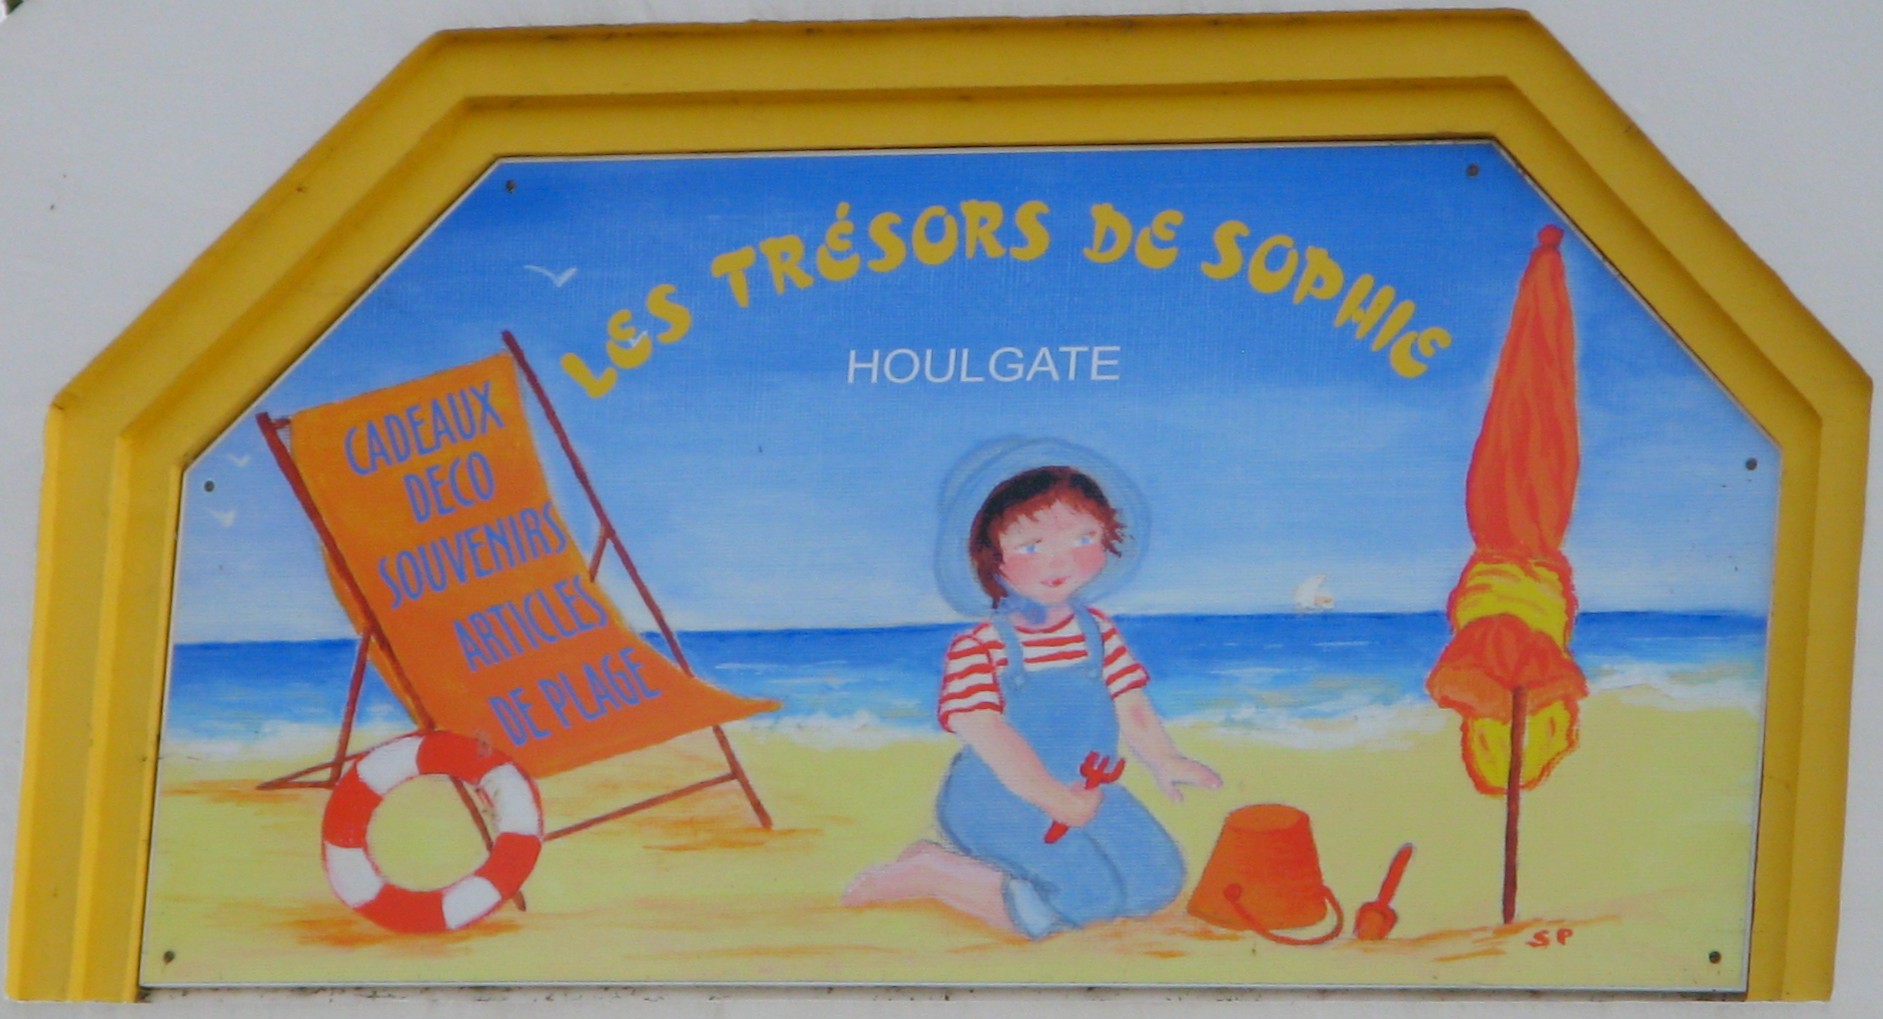 LES TRÉSORS DE SOPHIE
HOULGATE
CADEAUX
DECO
SOUVENIRS
ARTICLES
DE PLAGE
SP